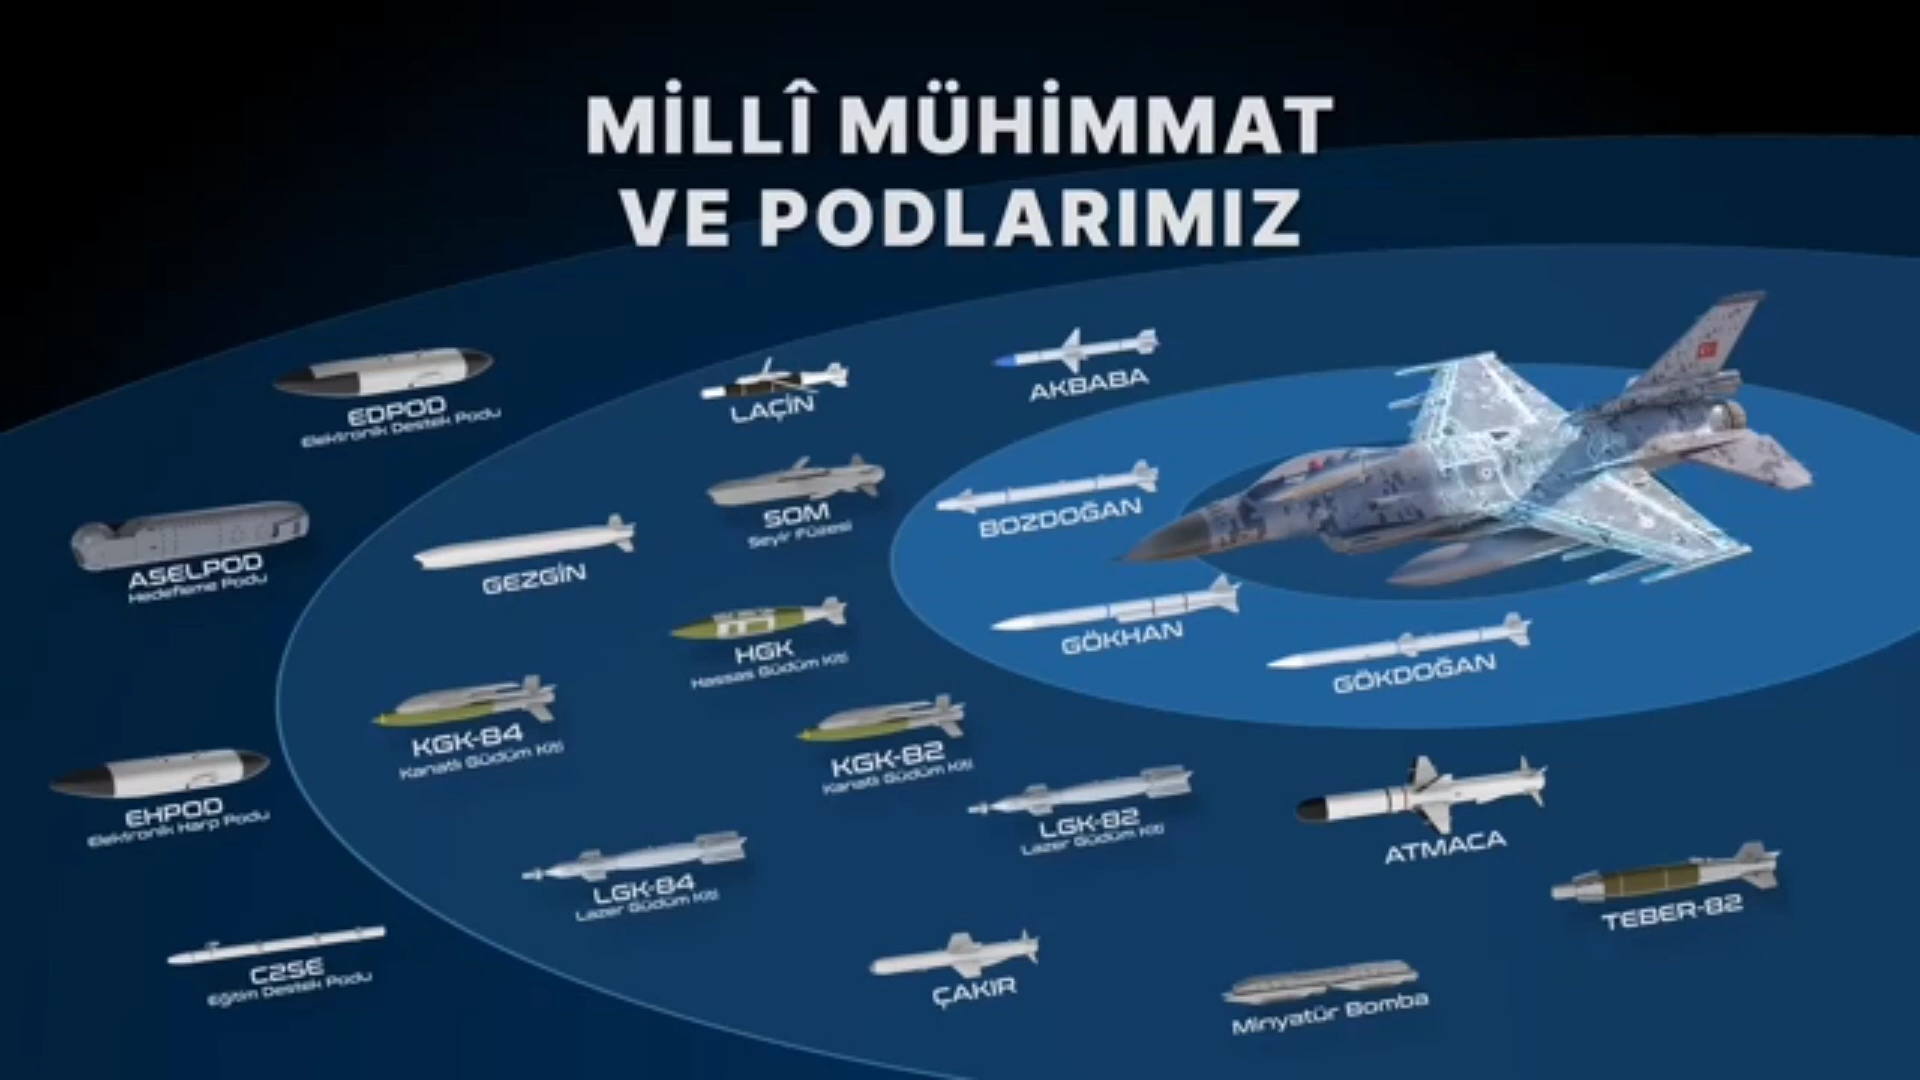 MİLLÎ MÜHİMMAT
VE PODLARIMIZ
EDPOD
Elektronik Destek Podu
LAÇİN
AKBABA
ASELPOD
Hedefleme Podu
GEZGİN
SOM
Seyir Füzesi
BOZDOĞAN
HGK
Hassas Güdüm Kiti
GÖKHAN
GÖKDOĞAN
KGK-84
Kanatlı Güdüm Kiti
KGK-82
Kanatlı Güdüm Kiti
EHPOD
Elektronik Harp Podu
LGK-84
Lazer Güdüm Kiti
LGK-82
Lazer Güdüm Kiti
ATMACA
TEBER-82
C2SE
Eğitim Destek Podu
ÇAKIR
Minyatür Bomba